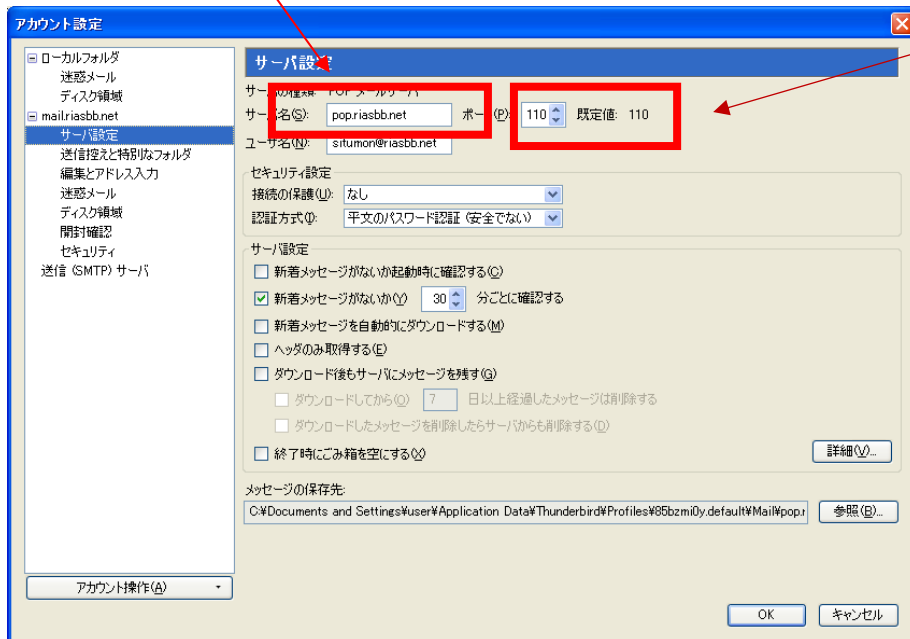 アカウント設定
ローカルフォルダ
迷惑メール
ディスク領域
mail.riasbb.net
サーバ設定
送信控えと特別なフォルダ
編集とアドレス入力
迷惑メール
ディスク領域
開封確認
セキュリティ
送信 (SMTP) サーバ
アカウント操作(A)
サーバ設定
サーバの種類: POP メールサーバ
サーバ名(S): pop.riasbb.net ポート(P): 110 既定値: 110
ユーザ名(N): situmon@riasbb.net
セキュリティ設定
接続の保護(U): なし
認証方式(I): 平文のパスワード認証 (安全でない)
サーバ設定
新着メッセージがないか起動時に確認する(C)
新着メッセージがないか(Y) 30 分ごとに確認する
新着メッセージを自動的にダウンロードする(M)
ヘッダのみ取得する(E)
ダウンロード後もサーバにメッセージを残す(G)
ダウンロードしてから(O) 7 日以上経過したメッセージは削除する
ダウンロードしたメッセージを削除したらサーバからも削除する(D)
終了時にごみ箱を空にする(X)
詳細(V)...
メッセージの保存先:
C:¥Documents and Settings¥user¥Application Data¥Thunderbird¥Profiles¥85bzmi0y.default¥Mail¥pop.r
参照(B)...
OK キャンセル